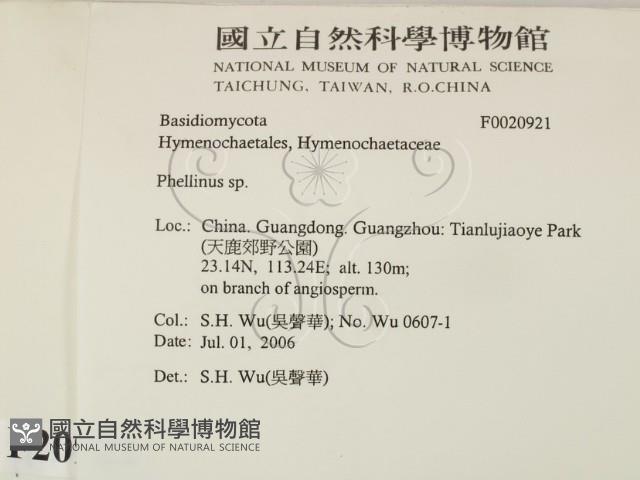 國立自然科學博物館
NATIONAL MUSEUM OF NATURAL SCIENCE
TAICHUNG, TAIWAN, R.O.CHINA
Basidiomycota F0020921
Hymenochaetales, Hymenochaetaceae
Phellinus sp.
Loc.: China. Guangdong. Guangzhou: Tianlujiaoye Park
(天鹿郊野公園)
23.14N, 113.24E; alt. 130m;
on branch of angiosperm.
Col.: S.H. Wu(吳聲華); No. Wu 0607-1
Date: Jul. 01, 2006
Det.: S.H. Wu(吳聲華)
國立自然科學博物館
NATIONAL MUSEUM OF NATURAL SCIENCE